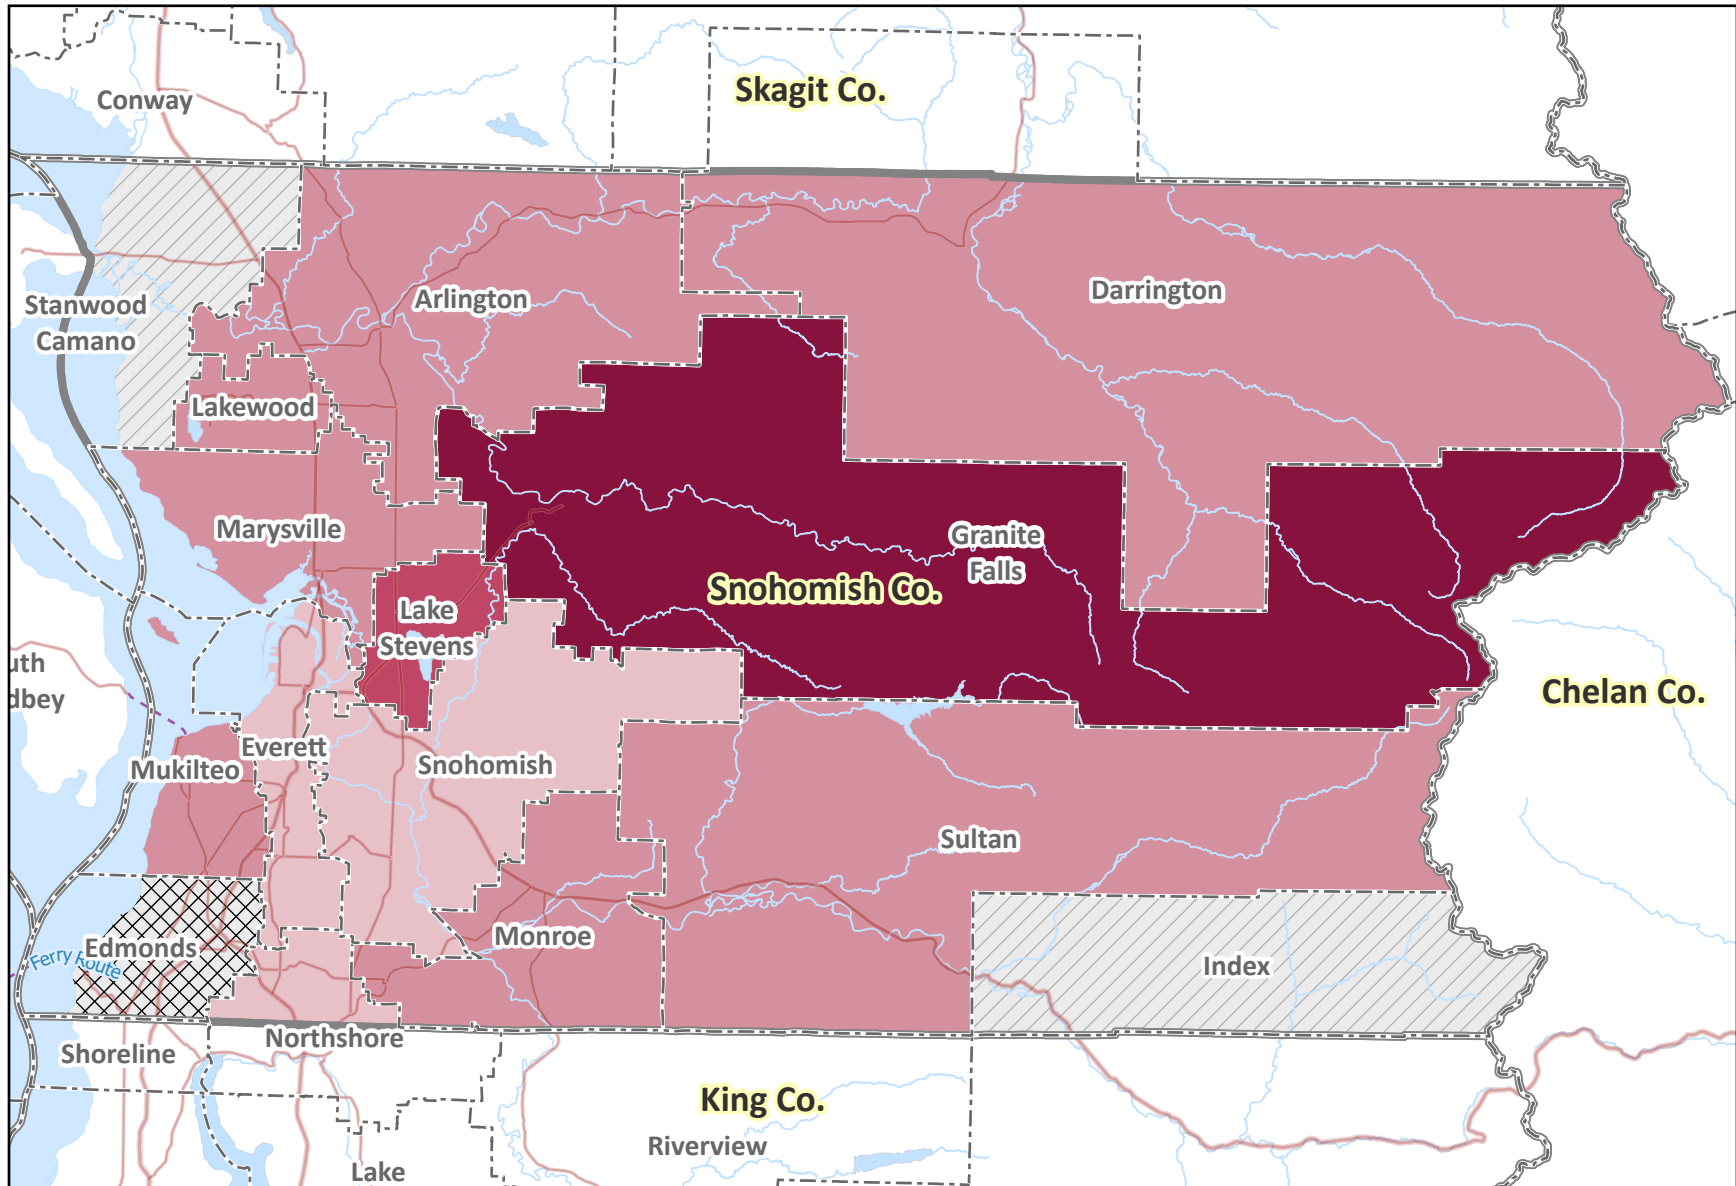 Skagit Co.
Conway
Darrington
Arlington
Stanwood
Camano
Lakewood
Marysville
Granite
Falls
Snohomish Co.
Lake
Stevens
uth
dbey
Chelan Co.
Everett
Mukilteo
Snohomish
Sultan
Monroe
Edmonds
Ferry Route
Index
Northshore
Shoreline
King Co.
Riverview
Lake